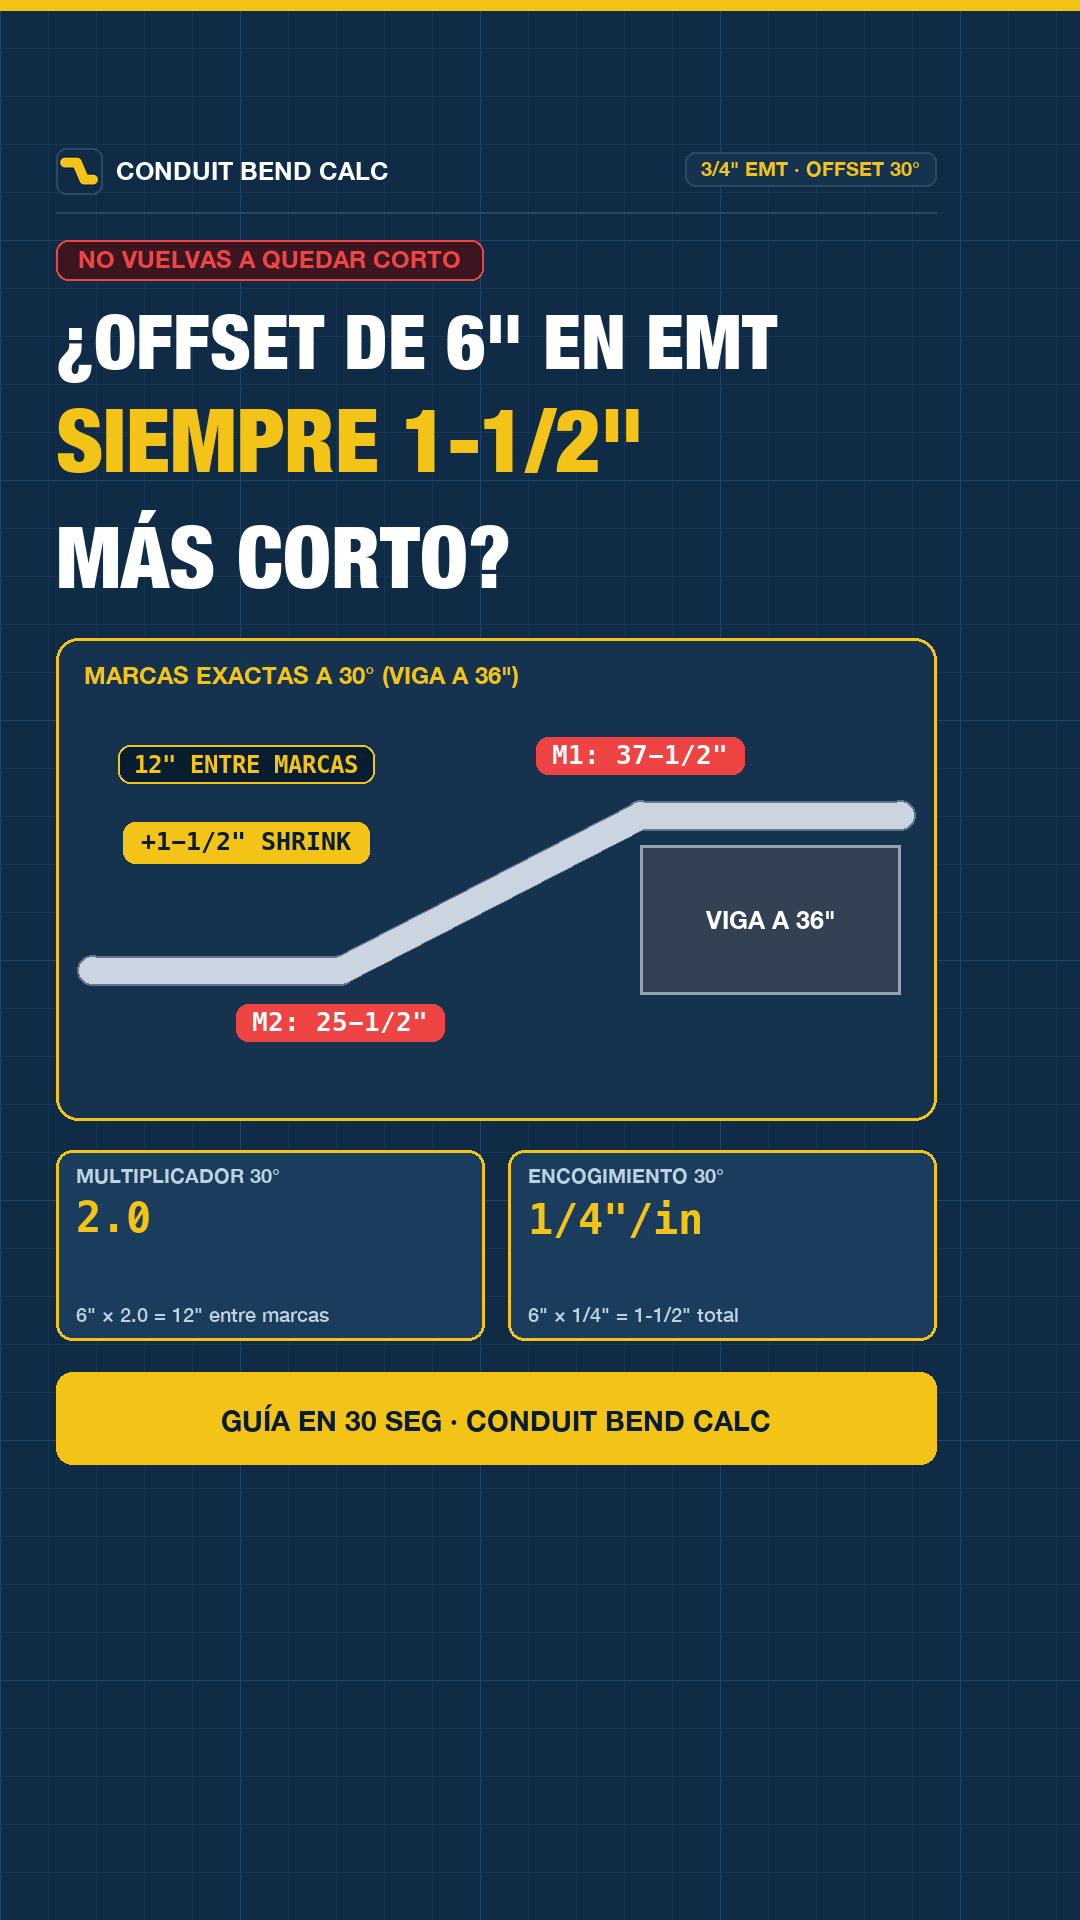 CONDUIT BEND CALC
3/4" EMT · OFFSET 30°
NO VUELVAS A QUEDAR CORTO
¿OFFSET DE 6" EN EMT
SIEMPRE 1-1/2"
MÁS CORTO?
MARCAS EXACTAS A 30° (VIGA A 36")
12" ENTRE MARCAS
M1: 37–1/2"
+1–1/2" SHRINK
VIGA A 36"
M2: 25–1/2"
MULTIPLICADOR 30°
2.0
6" × 2.0 = 12" entre marcas
ENCOGIMIENTO 30°
1/4"/in
6" × 1/4" = 1-1/2" total
GUÍA EN 30 SEG · CONDUIT BEND CALC